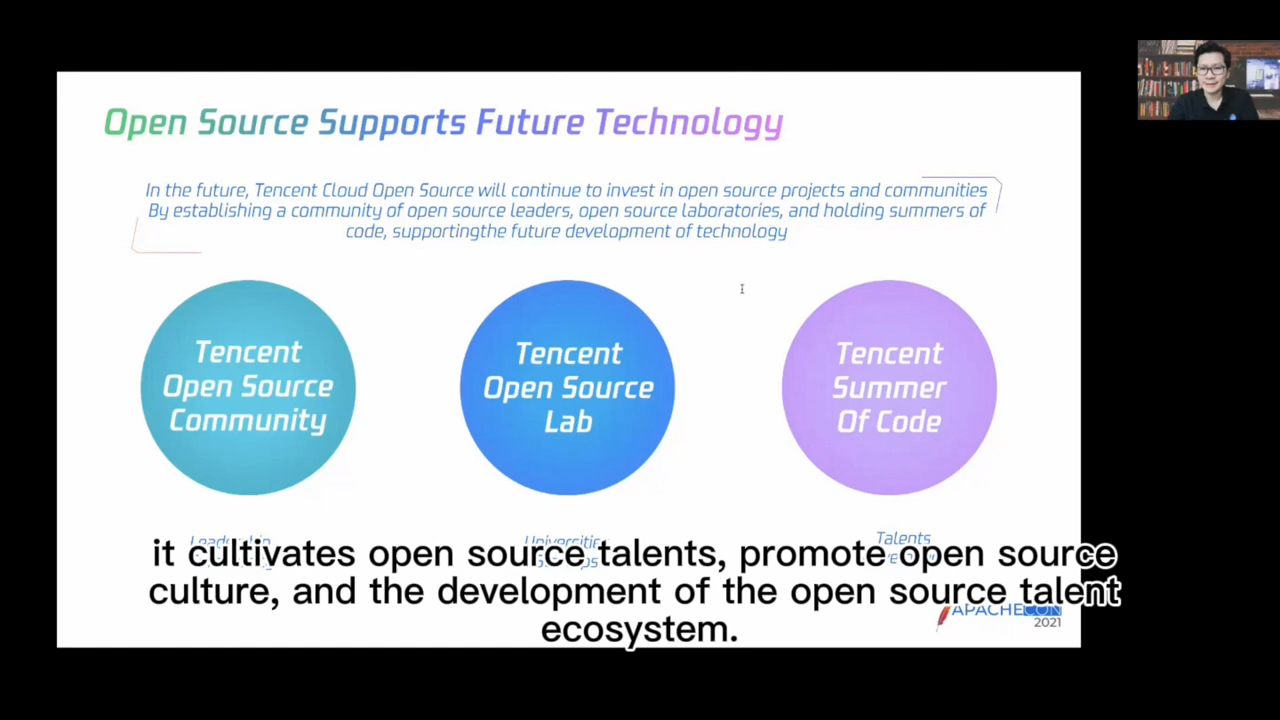 Open Source Supports Future Technology
In the future, Tencent Cloud Open Source will continue to invest in open source projects and communities
By establishing a community of open source leaders, open source laboratories, and holding summers of
code, supportingthe future development of technology
Tencent
Open Source
Community
Tencent
Open Source
Lab
Tencent
Summer
Of Code
Leadership
Universities
Talents
it cultivates open source talents, promote open source
culture, and the development of the open source talent
ecosystem.
APACHECON
2021